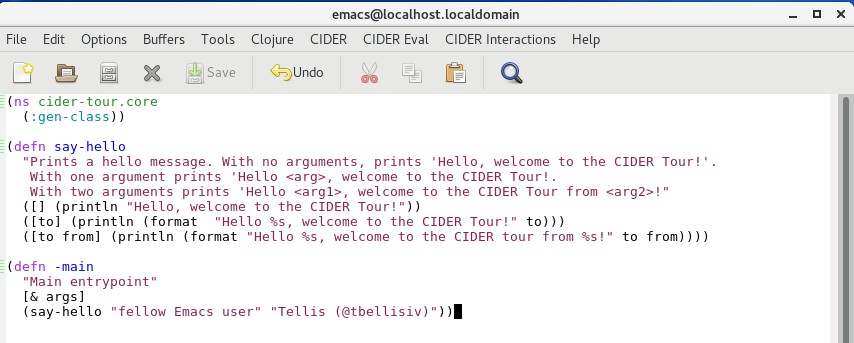 emacs@localhost.localdomain
File Edit Options Buffers Tools Clojure CIDER CIDER Eval CIDER Interactions Help
Save Undo
(ns cider-tour.core
  (:gen-class))
(defn say-hello
  "Prints a hello message. With no arguments, prints 'Hello, welcome to the CIDER Tour!'.
   With one argument prints 'Hello <arg>, welcome to the CIDER Tour!.
   With two arguments prints 'Hello <arg1>, welcome to the CIDER Tour from <arg2>!"
  ([] (println "Hello, welcome to the CIDER Tour!"))
  ([to] (println (format  "Hello %s, welcome to the CIDER Tour!" to)))
  ([to from] (println (format "Hello %s, welcome to the CIDER tour from %s!" to from))))
(defn -main
  "Main entrypoint"
  [& args]
  (say-hello "fellow Emacs user" "Tellis (@tbellisiv)"))